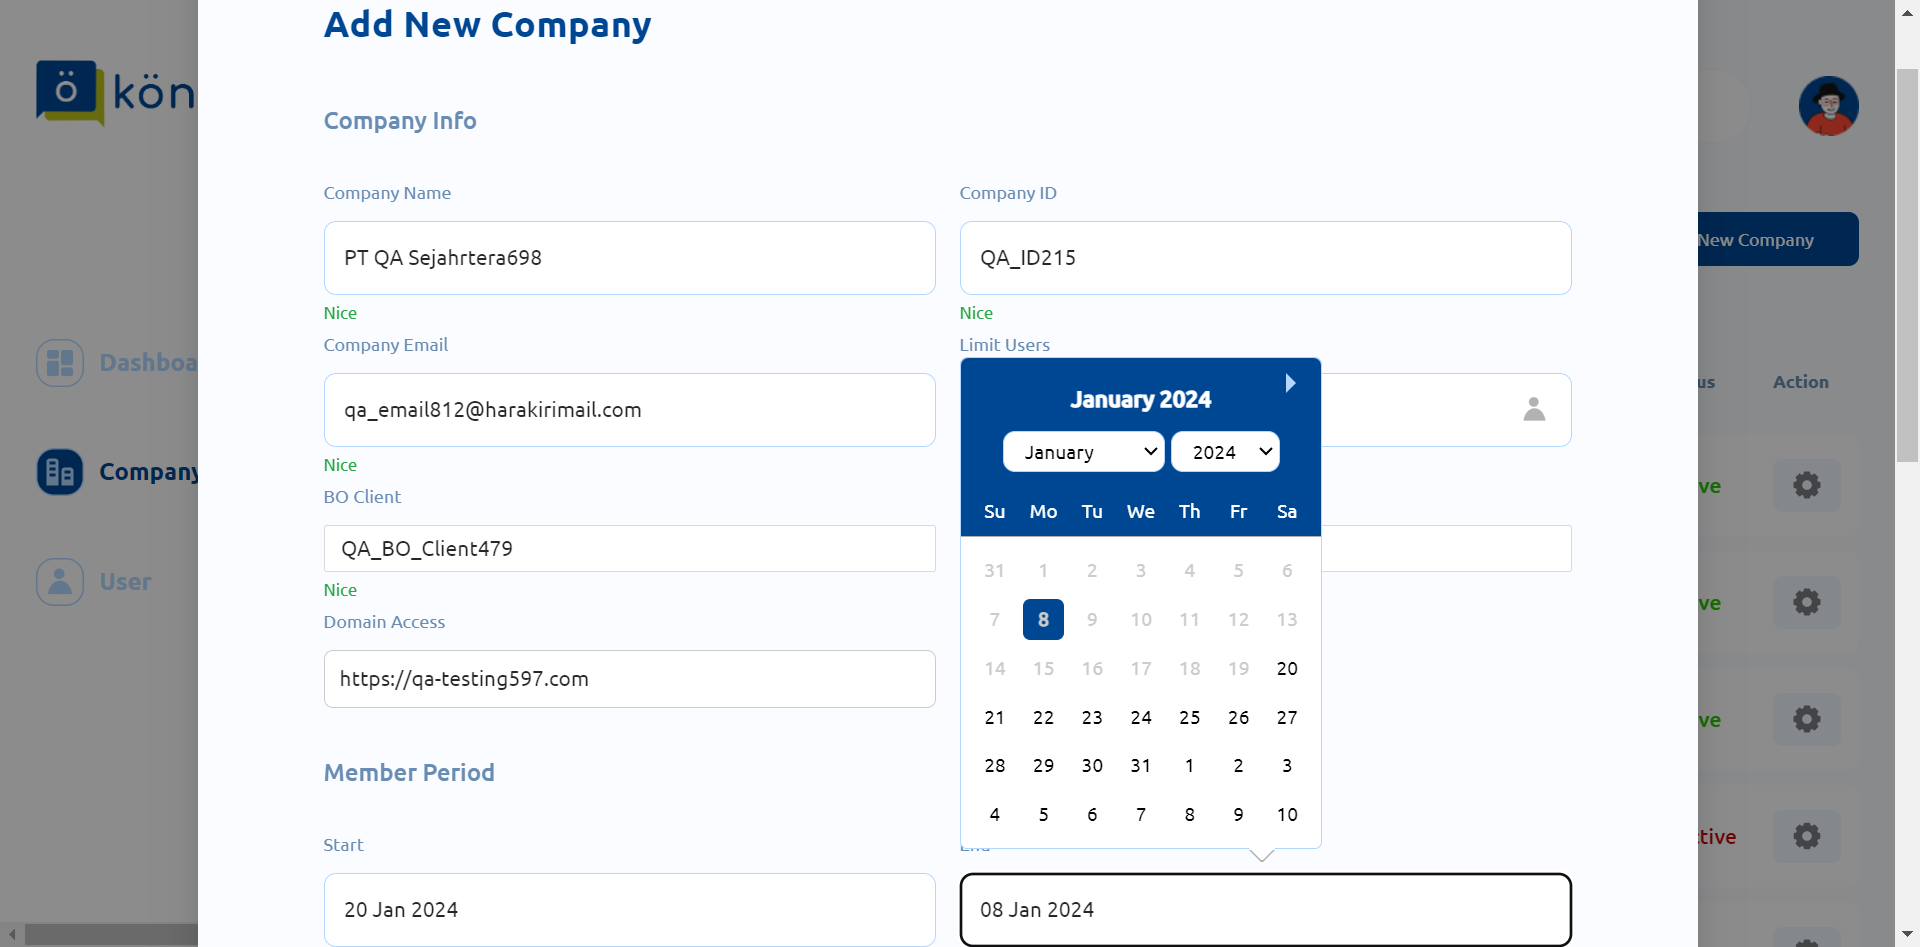 Add New Company
ö kön
Company Info
Company Name
Company ID
PT QA Sejahrtera698
QA_ID215
New Company
Nice
Nice
Company Email
Limit Users
Dashboa
qa_email812@harakirimail.com
January 2024
us
Action
January
2024
Nice
Company
ve
BO Client
Su Mo Tu We Th Fr Sa
QA_BO_Client479
31 1 2 3 4 5 6
Nice
User
ve
7 8 9 10 11 12 13
Domain Access
14 15 16 17 18 19 20
https://qa-testing597.com
21 22 23 24 25 26 27
ve
28 29 30 31 1 2 3
Member Period
4 5 6 7 8 9 10
ctive
Start
End
20 Jan 2024
08 Jan 2024